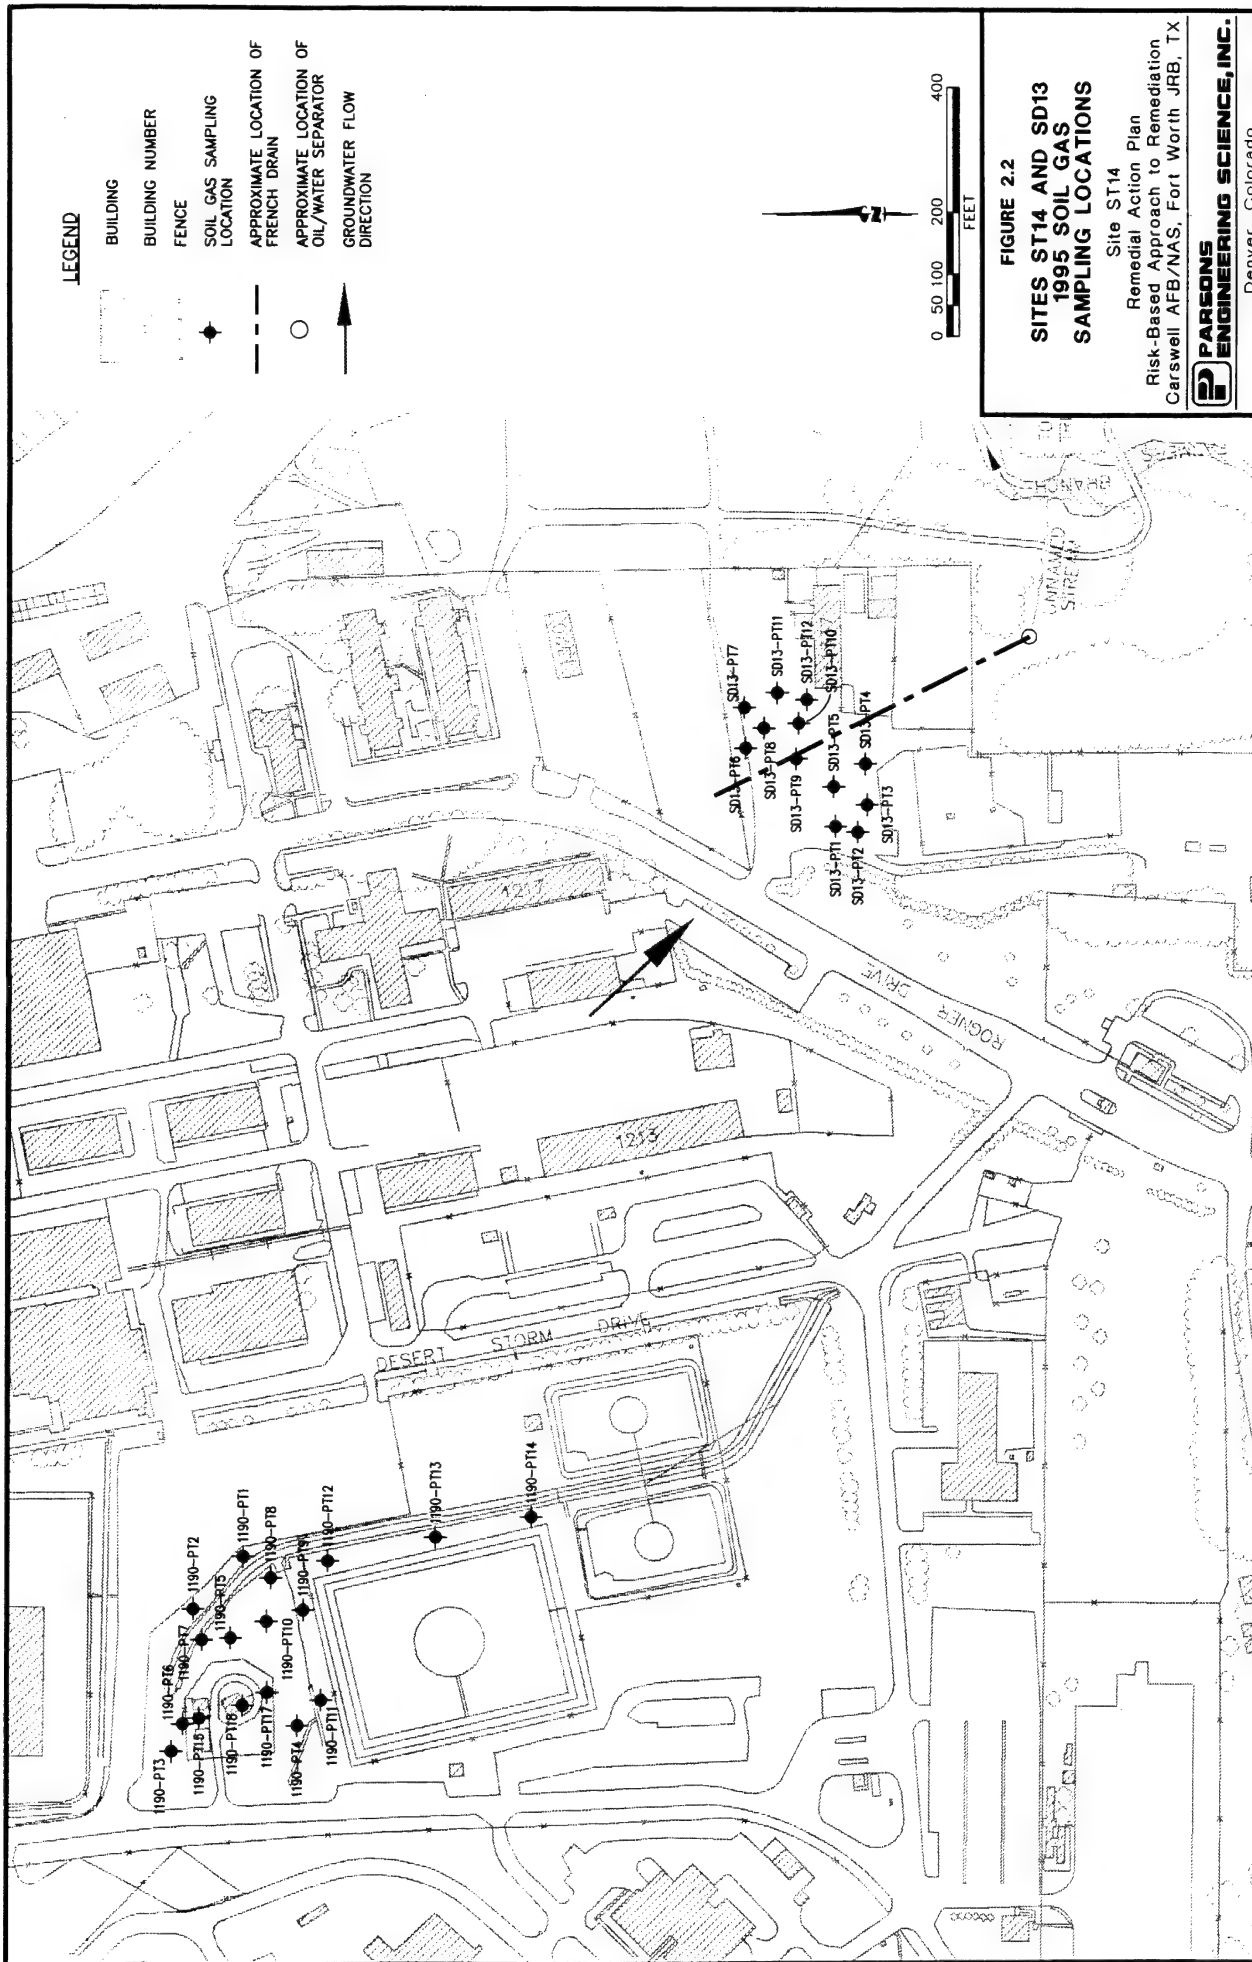 LEGEND
BUILDING
BUILDING NUMBER
FENCE
SOIL GAS SAMPLING
LOCATION
APPROXIMATE LOCATION OF
FRENCH DRAIN
APPROXIMATE LOCATION OF
OIL/WATER SEPARATOR
GROUNDWATER FLOW
DIRECTION
0 50 100 200 400
FEET
FIGURE 2.2
SITES ST14 AND SD13
1995 SOIL GAS
SAMPLING LOCATIONS
Site ST14
Remedial Action Plan
Risk-Based Approach to Remediation
Carswell AFB/NAS, Fort Worth JRB, TX
PARSONS
ENGINEERING SCIENCE, INC.
Denver, Colorado
1190-PT3
1190-PT6
1190-PT15
1190-PT7
1190-PT2
1190-PT5
1190-PT1
1190-PT8
1190-PT9
1190-PT18
1190-PT17
1190-PT10
1190-PT4
1190-PT11
1190-PT12
1190-PT13
1190-PT14
DESERT STORM DRIVE
1213
1217
ROGNER DRIVE
SD13-PT7
SD13-PT11
SD13-PT12
SD13-PT10
SD13-PT6
SD13-PT8
SD13-PT9
SD13-PT5
SD13-PT4
SD13-PT1
SD13-PT2
SD13-PT3
UNNAMED
STREAM
BRANCH